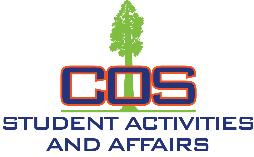 COS
STUDENT ACTIVITIES
AND AFFAIRS